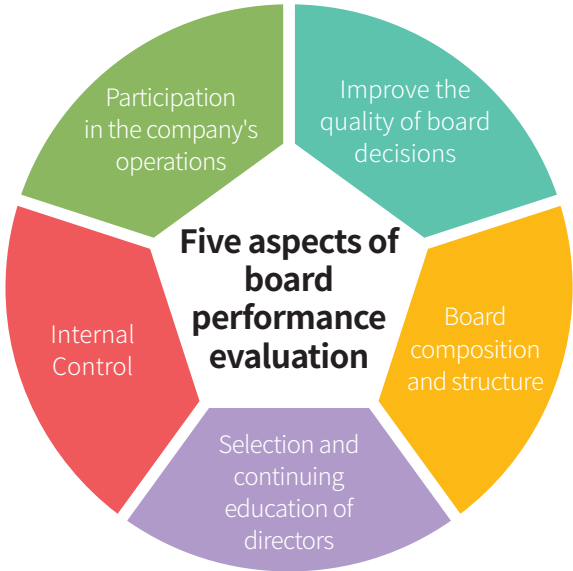 Participation
in the company's
operations
Improve the
quality of board
decisions
Five aspects of
board
performance
evaluation
Internal
Control
Board
composition
and structure
Selection and
continuing
education of
directors